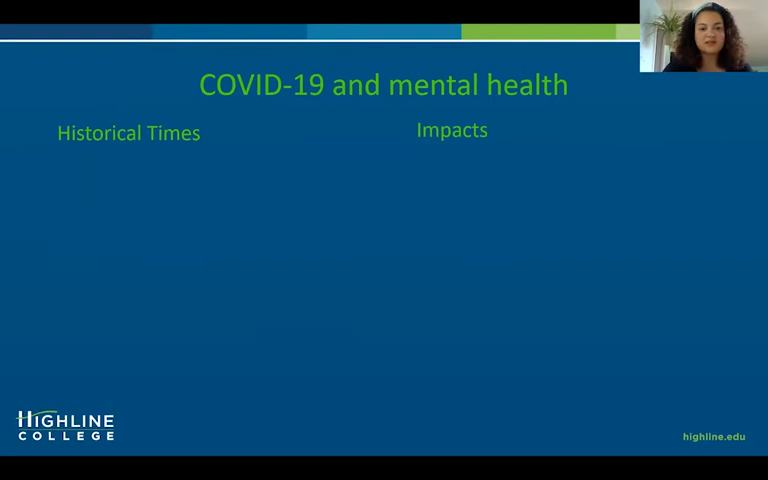 COVID-19 and mental health
Historical Times
Impacts
HIGHLINE
COLLEGE
highline.edu